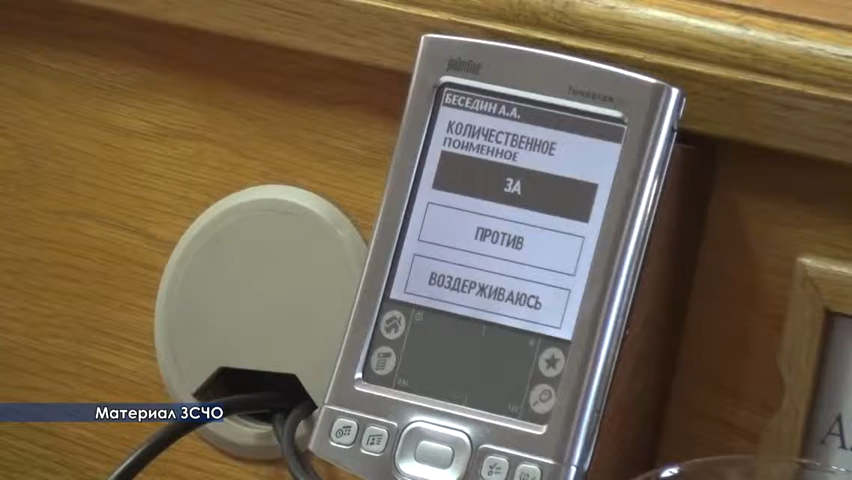 palmOne
TUNGSTEN
БЕСЕДИН А.А.
КОЛИЧЕСТВЕННОЕ
ПОИМЕННОЕ
ЗА
ПРОТИВ
ВОЗДЕРЖИВАЮСЬ
Материал ЗСЧО